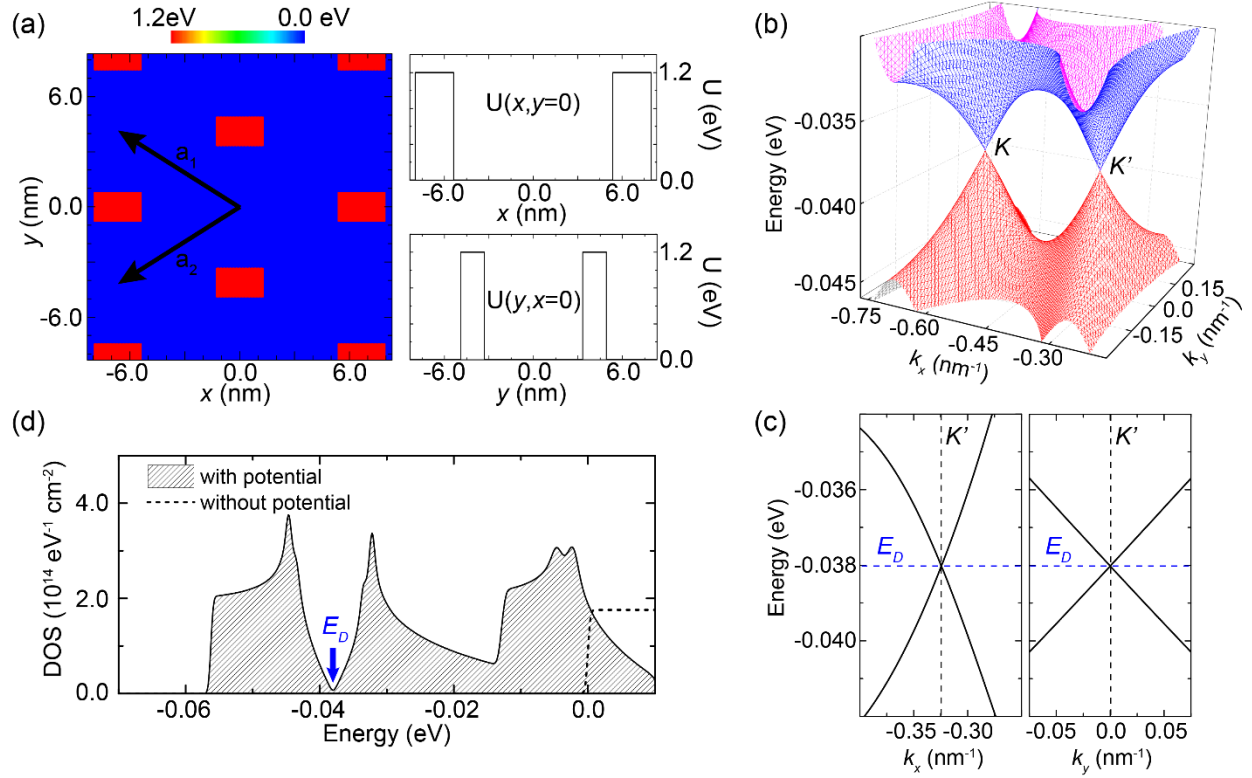 (a)
1.2eV
0.0 eV
6.0
0.0
-6.0
y (nm)
a1
a2
-6.0
0.0
6.0
x (nm)
U(x,y=0)
1.2
0.0
U (eV)
-6.0
0.0
6.0
x (nm)
U(y,x=0)
1.2
0.0
U (eV)
-6.0
0.0
6.0
y (nm)
(b)
Energy (eV)
-0.035
-0.040
-0.045
K
K'
-0.75
-0.60
-0.45
-0.30
kx (nm-1)
0.15
0.0
-0.15
ky (nm-1)
(d)
with potential
without potential
DOS (10^14 eV-1 cm-2)
4.0
2.0
0.0
ED
-0.06
-0.04
-0.02
0.0
Energy (eV)
(c)
Energy (eV)
-0.036
-0.038
-0.040
K'
ED
-0.35
-0.30
kx (nm-1)
K'
ED
-0.05
0.0
0.05
ky (nm-1)